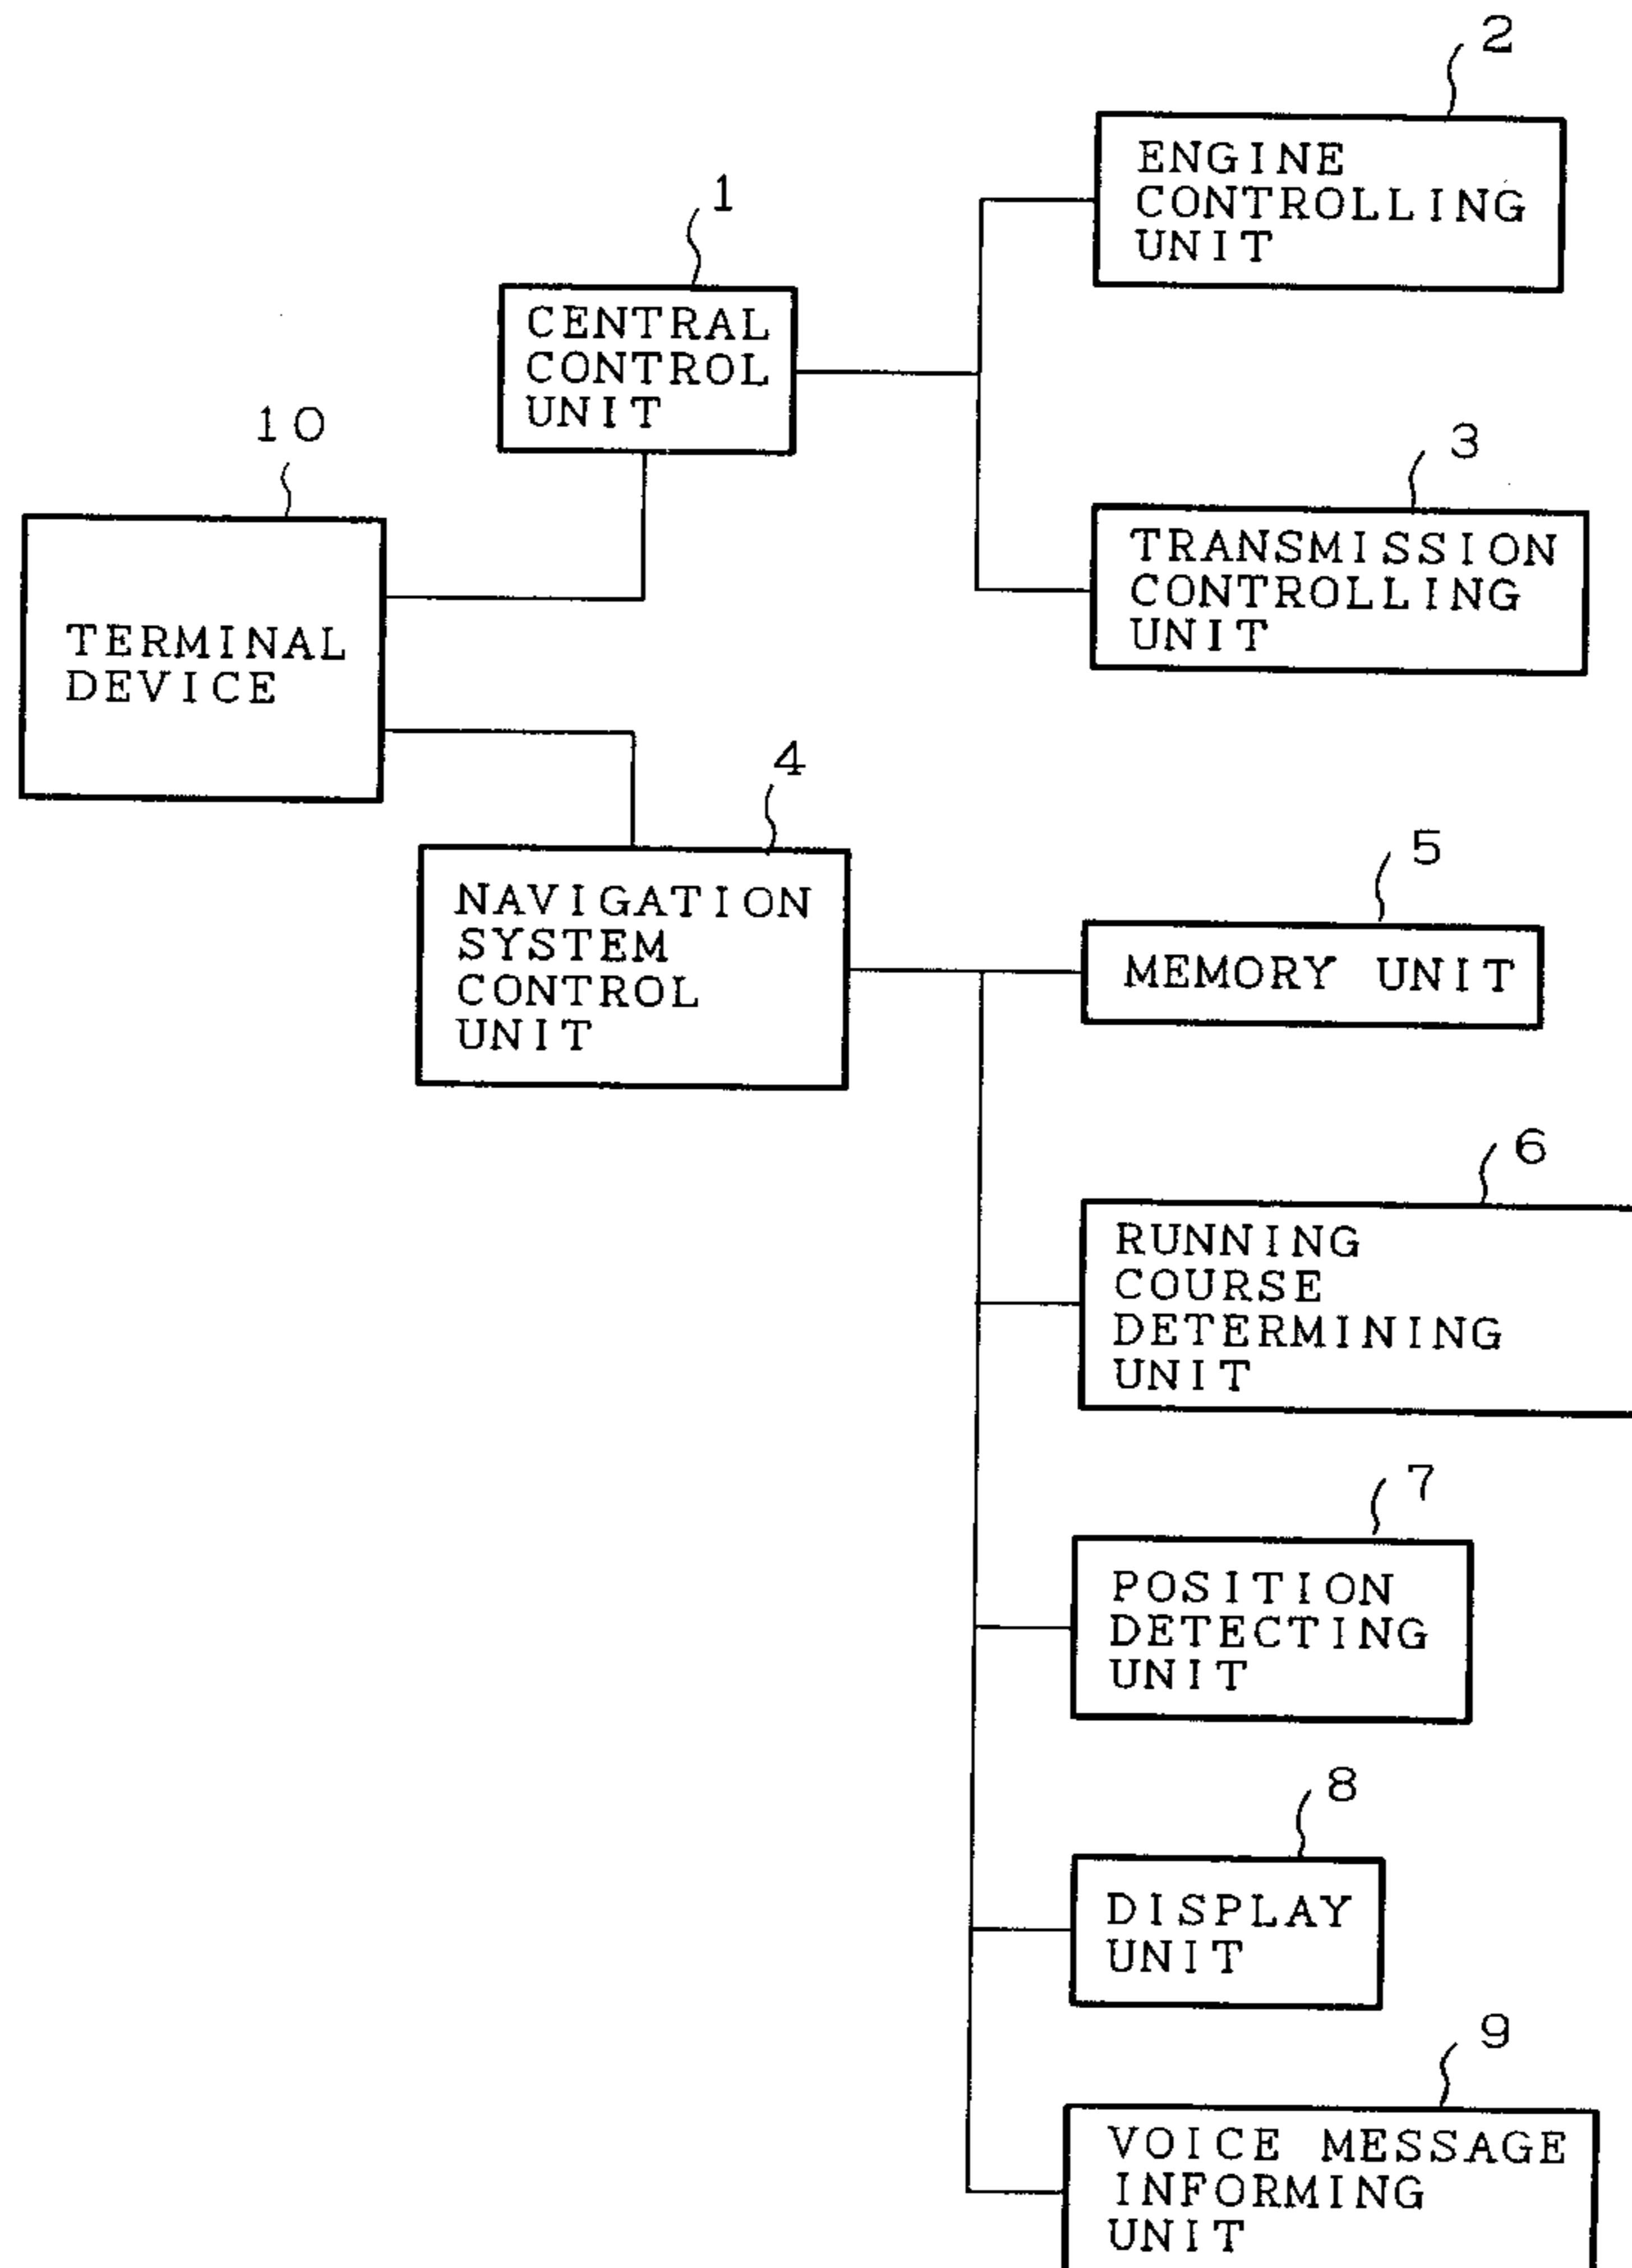 2
ENGINE
CONTROLLING
UNIT
1
CENTRAL
CONTROL
UNIT
10
TERMINAL
DEVICE
3
TRANSMISSION
CONTROLLING
UNIT
4
NAVIGATION
SYSTEM
CONTROL
UNIT
5
MEMORY UNIT
6
RUNNING
COURSE
DETERMINING
UNIT
7
POSITION
DETECTING
UNIT
8
DISPLAY
UNIT
9
VOICE MESSAGE
INFORMING
UNIT